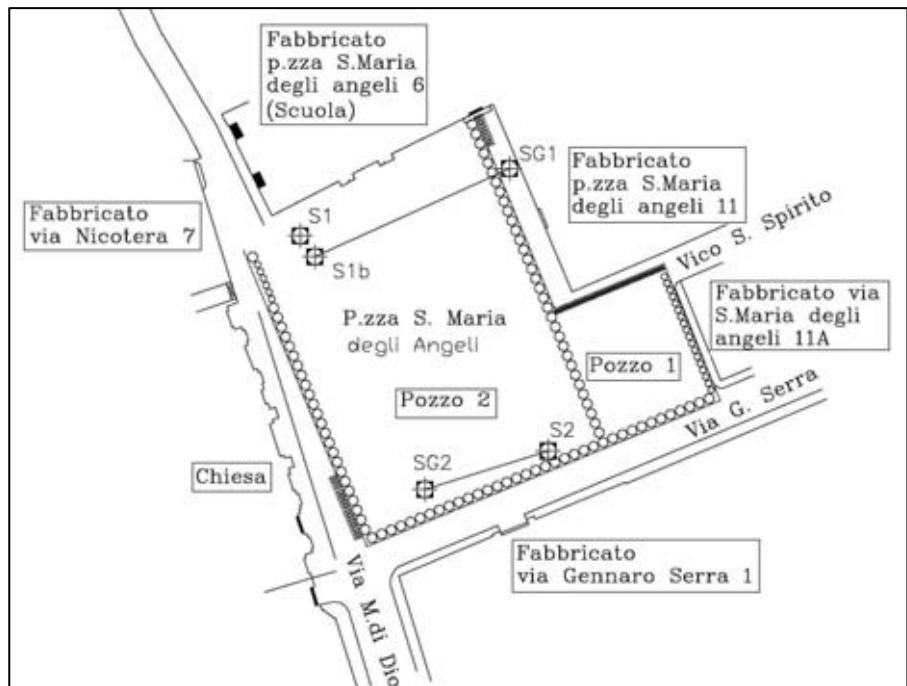 Fabbricato
p.zza S.Maria
degli angeli 6
(Scuola)
SG1
Fabbricato
p.zza S.Maria
degli angeli 11
Fabbricato
via Nicotera 7
S1
S1b
Vico S. Spirito
P.zza S. Maria
degli Angeli
Fabbricato via
S.Maria degli
angeli 11A
Pozzo 1
Pozzo 2
Via G. Serra
S2
SG2
Chiesa
Fabbricato
via Gennaro Serra 1
Via M.di Dio